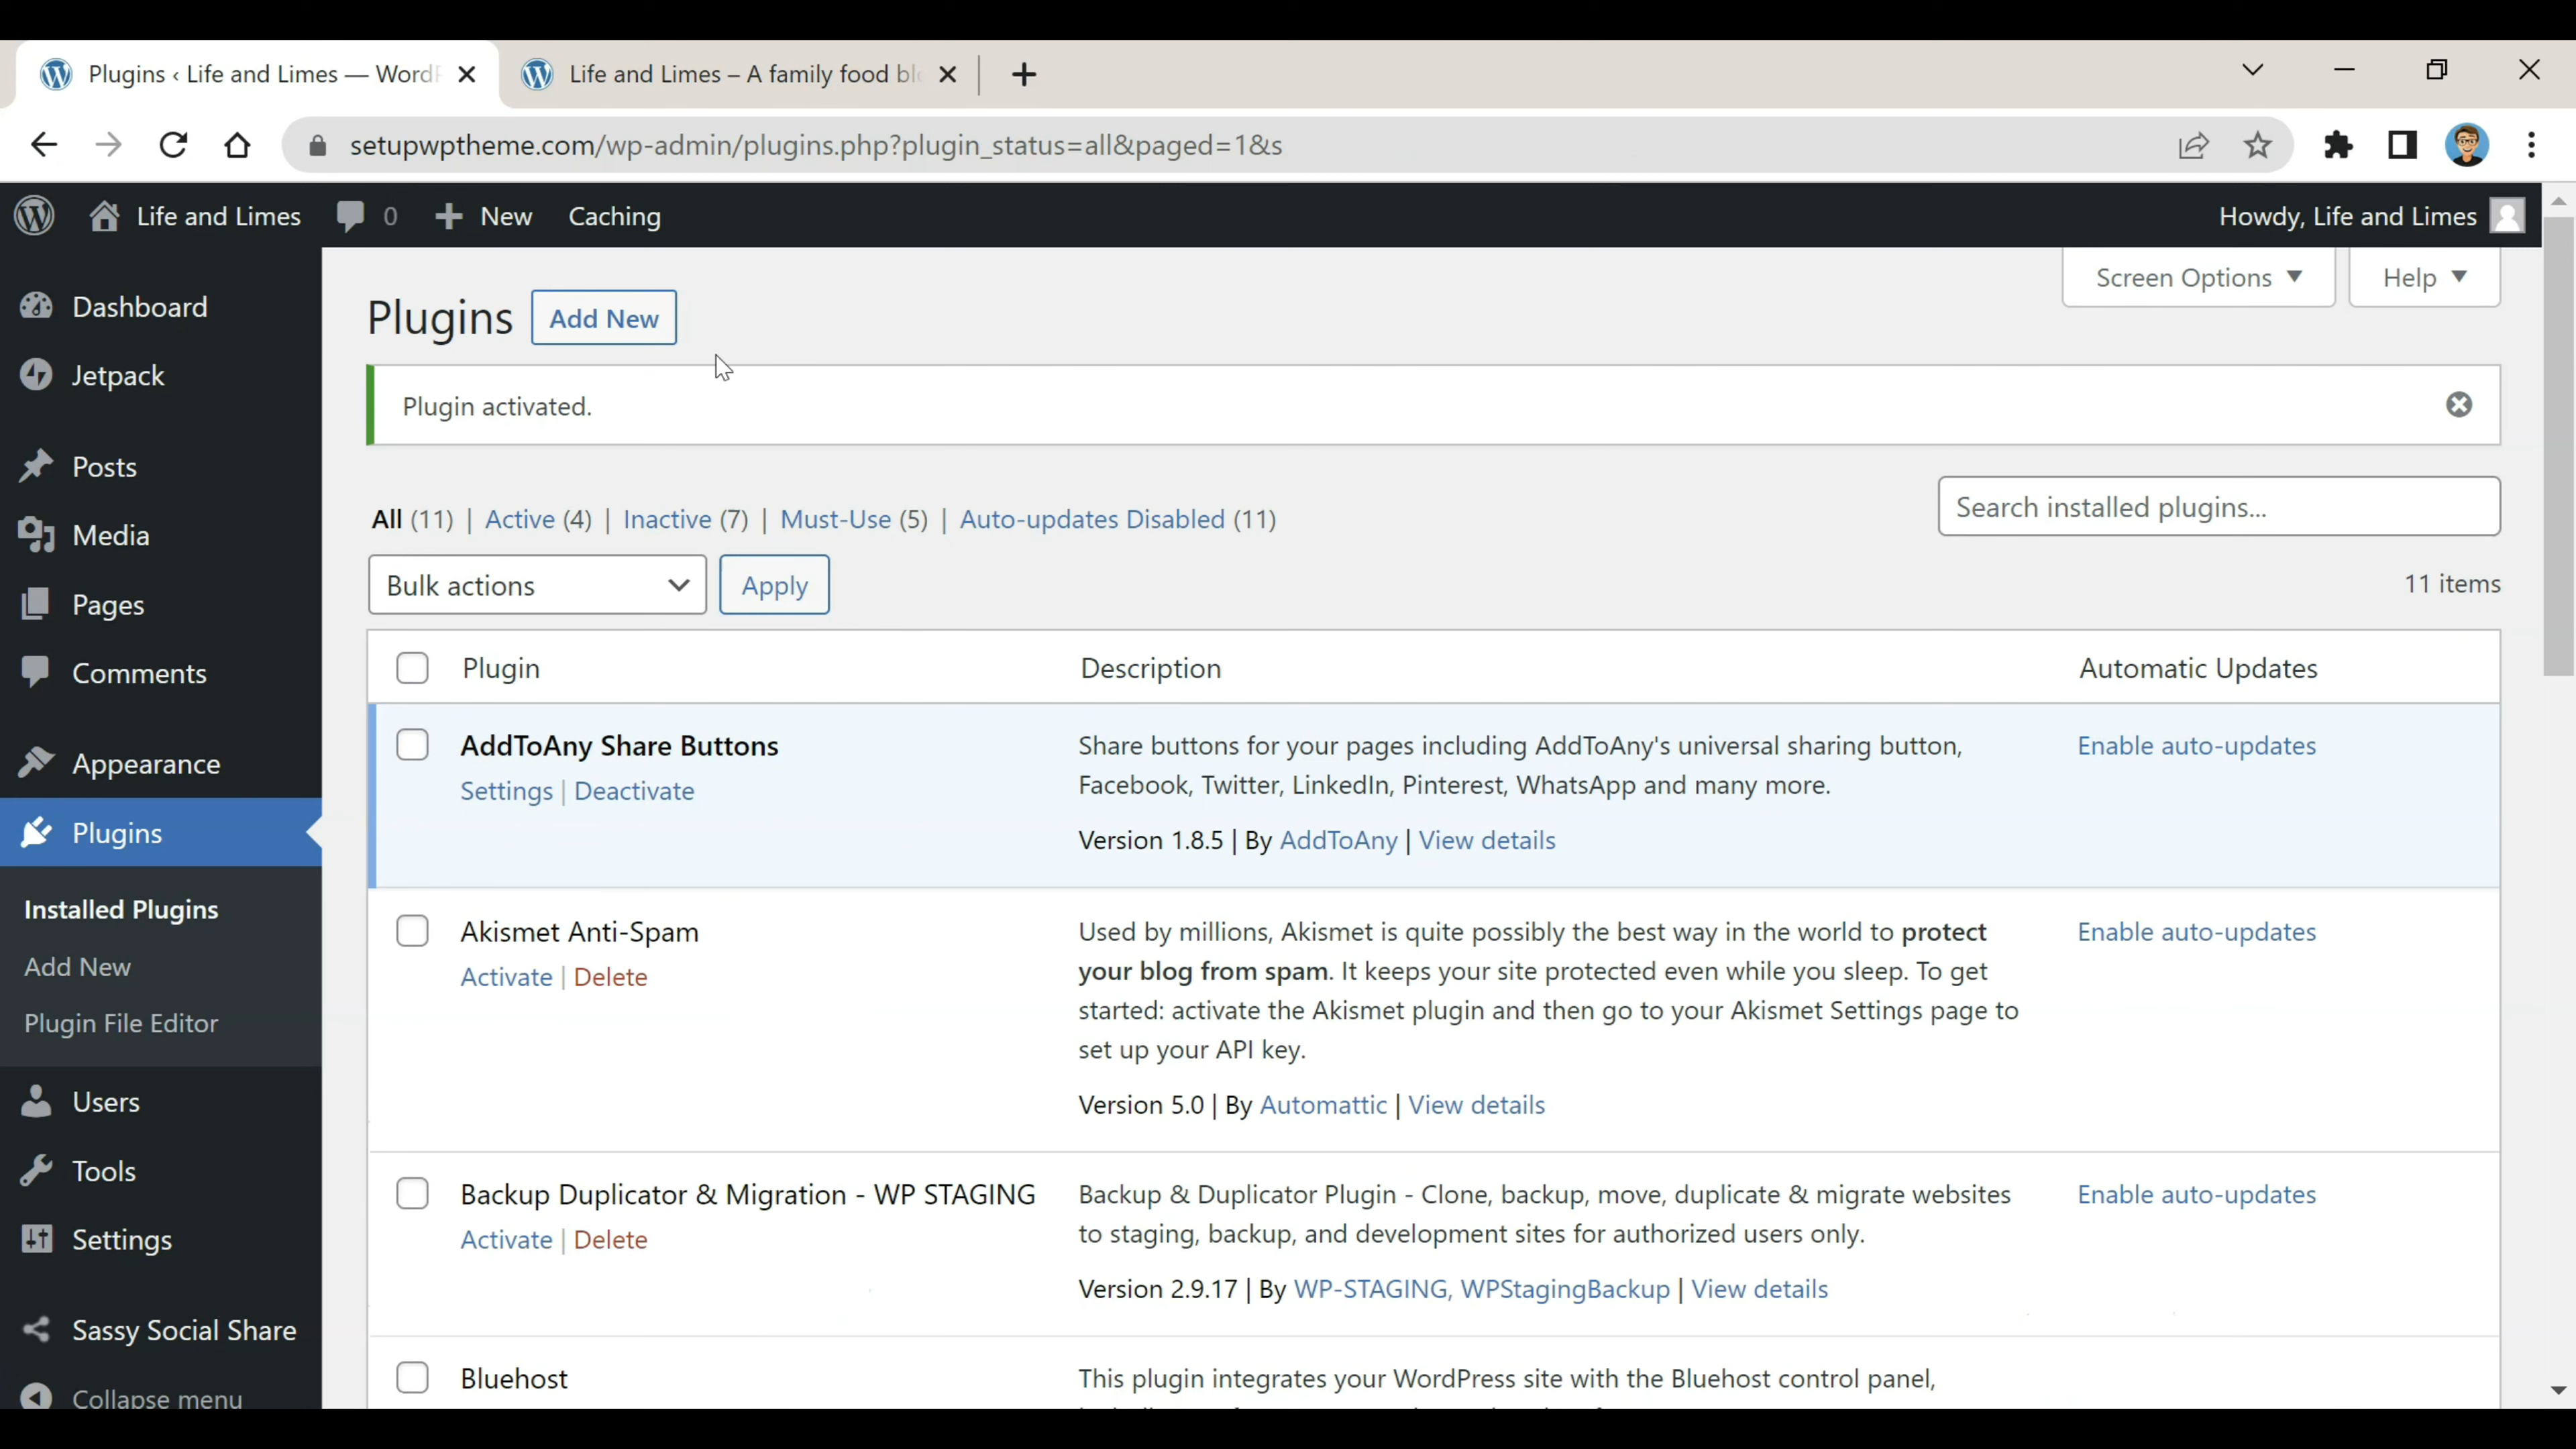 Plugins ‹ Life and Limes — WordP
Life and Limes – A family food bl
setupwptheme.com/wp-admin/plugins.php?plugin_status=all&paged=1&s
Life and Limes 0 New Caching Howdy, Life and Limes
Screen Options Help
Dashboard
Jetpack
Posts
Media
Pages
Comments
Appearance
Plugins
Installed Plugins
Add New
Plugin File Editor
Users
Tools
Settings
Sassy Social Share
Collapse menu
Plugins Add New
Plugin activated.
All (11) | Active (4) | Inactive (7) | Must-Use (5) | Auto-updates Disabled (11)
Search installed plugins...
Bulk actions Apply
11 items
Plugin Description Automatic Updates
AddToAny Share Buttons
Settings | Deactivate
Share buttons for your pages including AddToAny's universal sharing button,
Facebook, Twitter, LinkedIn, Pinterest, WhatsApp and many more.
Version 1.8.5 | By AddToAny | View details
Enable auto-updates
Akismet Anti-Spam
Activate | Delete
Used by millions, Akismet is quite possibly the best way in the world to protect
your blog from spam. It keeps your site protected even while you sleep. To get
started: activate the Akismet plugin and then go to your Akismet Settings page to
set up your API key.
Version 5.0 | By Automattic | View details
Enable auto-updates
Backup Duplicator & Migration - WP STAGING
Activate | Delete
Backup & Duplicator Plugin - Clone, backup, move, duplicate & migrate websites
to staging, backup, and development sites for authorized users only.
Version 2.9.17 | By WP-STAGING, WPStagingBackup | View details
Enable auto-updates
Bluehost
This plugin integrates your WordPress site with the Bluehost control panel,